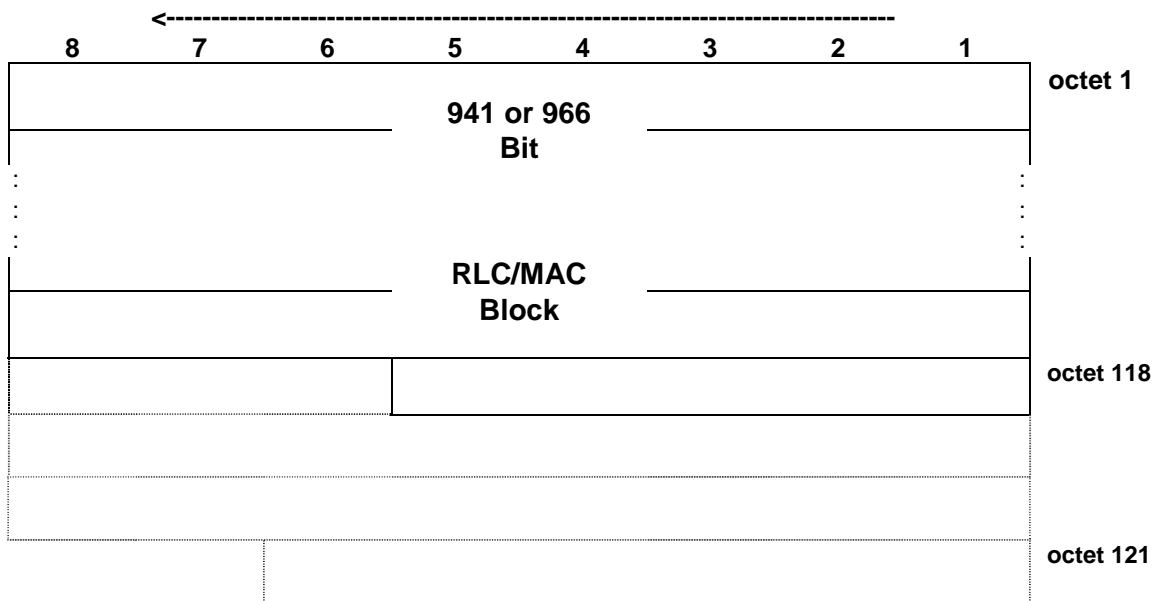 <---------------------------------------------------------------------------------
8 7 6 5 4 3 2 1
octet 1
941 or 966
Bit
: :
: :
: :
RLC/MAC
Block
octet 118
octet 121